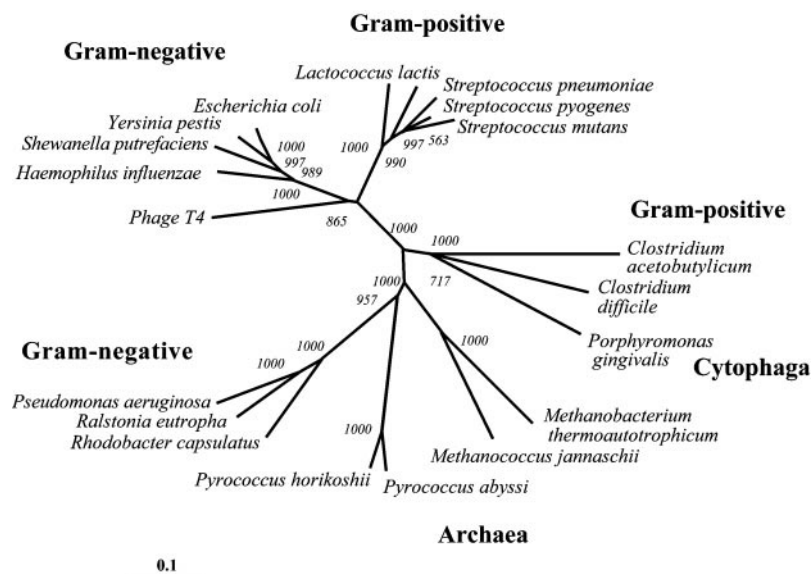 Gram-positive
Gram-negative
Lactococcus lactis
Streptococcus pneumoniae
Escherichia coli
Streptococcus pyogenes
Yersinia pestis
Streptococcus mutans
Shewanella putrefaciens
1000
1000
997
563
997
990
989
Haemophilus influenzae
1000
Phage T4
865
Gram-positive
1000
1000
Clostridium
acetobutylicum
1000
717
Clostridium
difficile
957
Porphyromonas
gingivalis
1000
Gram-negative
1000
1000
Cytophaga
Pseudomonas aeruginosa
Ralstonia eutropha
Rhodobacter capsulatus
Methanobacterium
thermoautotrophicum
1000
Methanococcus jannaschii
Pyrococcus horikoshii
Pyrococcus abyssi
Archaea
0.1